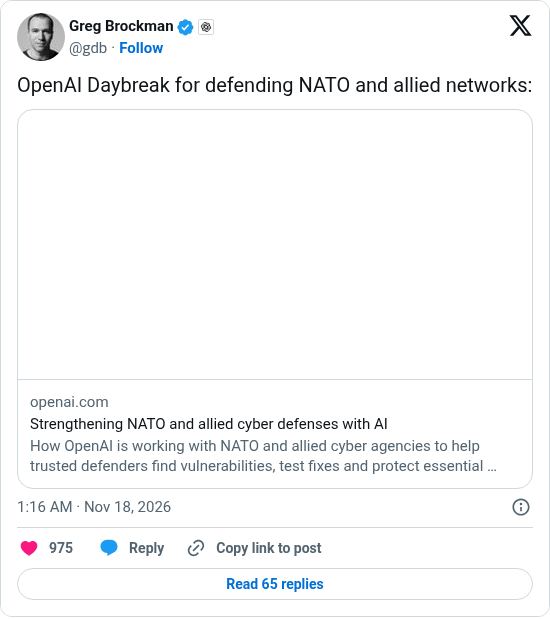 Greg Brockman
@gdb · Follow
OpenAI Daybreak for defending NATO and allied networks:
openai.com
Strengthening NATO and allied cyber defenses with AI
How OpenAI is working with NATO and allied cyber agencies to help
trusted defenders find vulnerabilities, test fixes and protect essential ...
1:16 AM · Nov 18, 2026
975 Reply Copy link to post
Read 65 replies